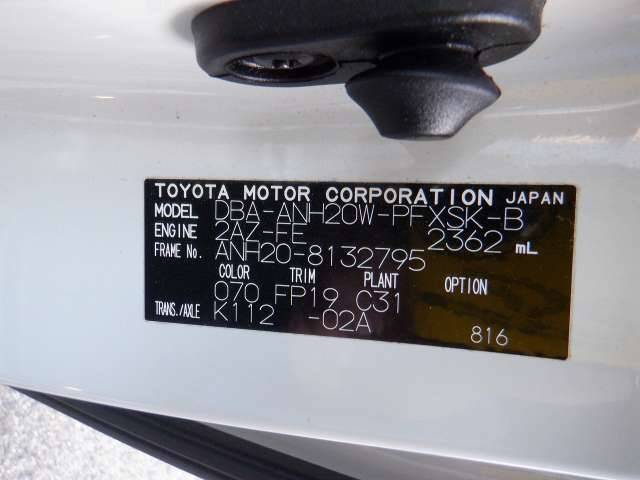 TOYOTA MOTOR CORPORATION JAPAN
MODEL DBA-ANH20W-PFXSK-B
ENGINE 2AZ-FE 2362 mL
FRAME No. ANH20-8132795
COLOR TRIM PLANT OPTION
070 FP19 C31
TRANS./AXLE K112 -02A
816